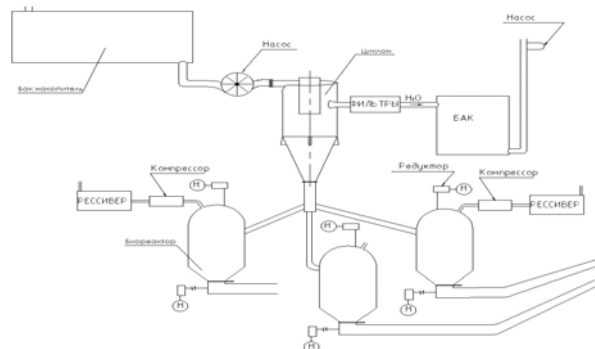 Насос
Насос
Циклон
Бак накопитель
ФИЛЬТРЫ
H₂O
БАК
Компрессор
Редуктор
Компрессор
М
М
РЕССИВЕР
РЕССИВЕР
М
Биореактор
М
М
М